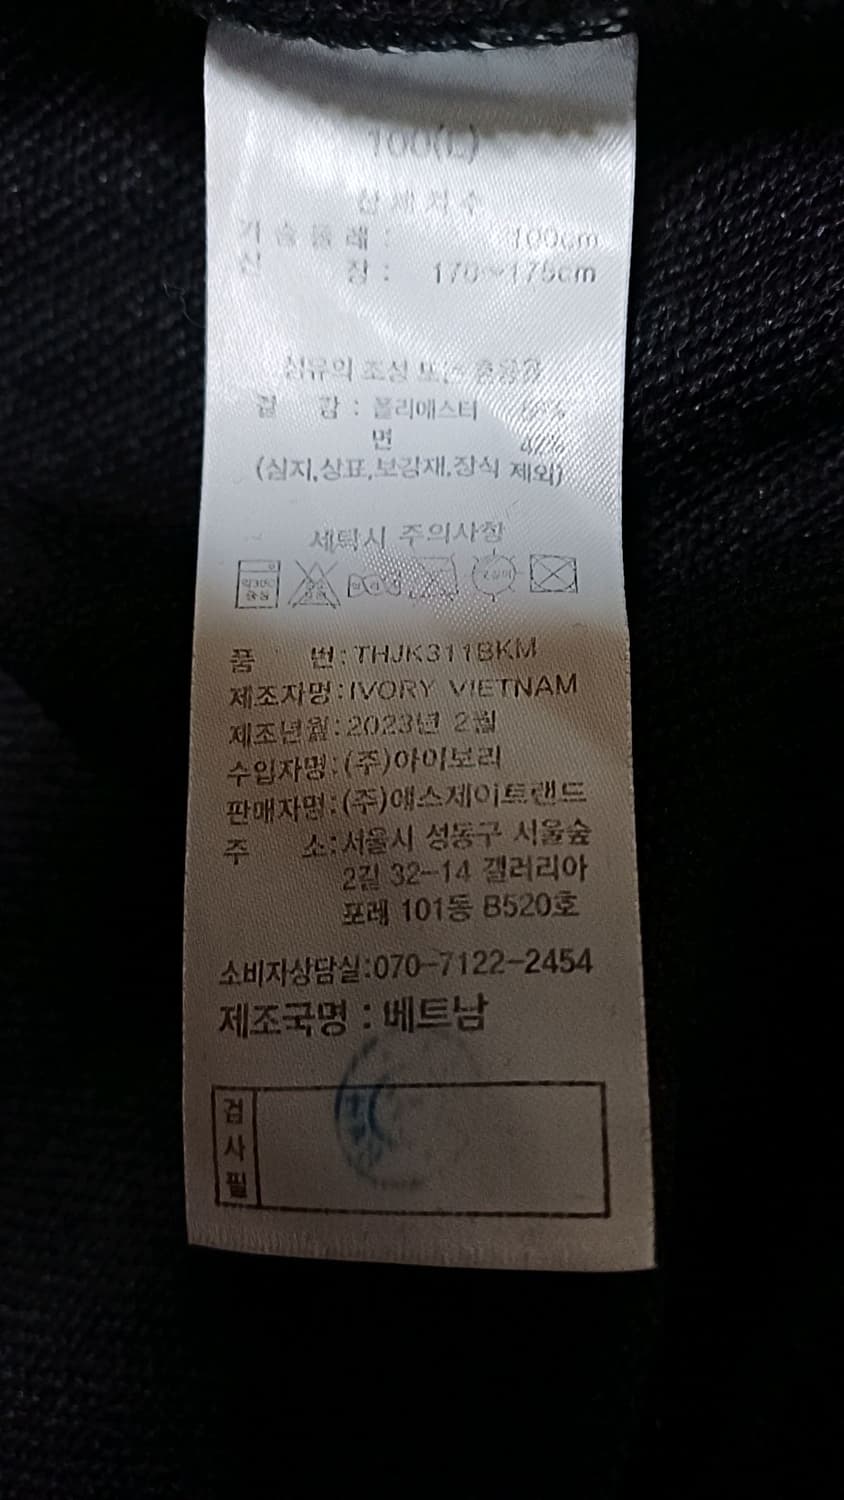 100(L)
신체치수
가슴둘레: 100cm
신 장: 170~175cm
섬유의 조성 또는 혼용율
겉 감: 폴리에스터
면
(심지,상표,보강재,장식 제외)
세탁시 주의사항
약30℃
중성
품 번:THJK311BKM
제조자명:IVORY VIETNAM
제조년월:2023년 2월
수입자명:(주)아이보리
판매자명:(주)에스제이트랜드
주 소:서울시 성동구 서울숲
2길 32-14 갤러리아
포레 101동 B520호
소비자상담실:070-7122-2454
제조국명 : 베트남
검사필